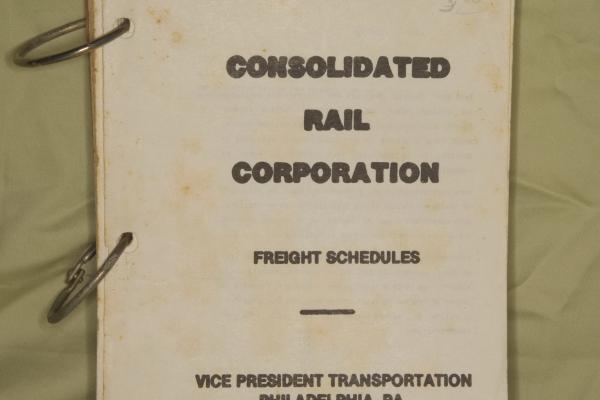 CONSOLIDATED
RAIL
CORPORATION
FREIGHT SCHEDULES
VICE PRESIDENT TRANSPORTATION
PHILADELPHIA, PA.